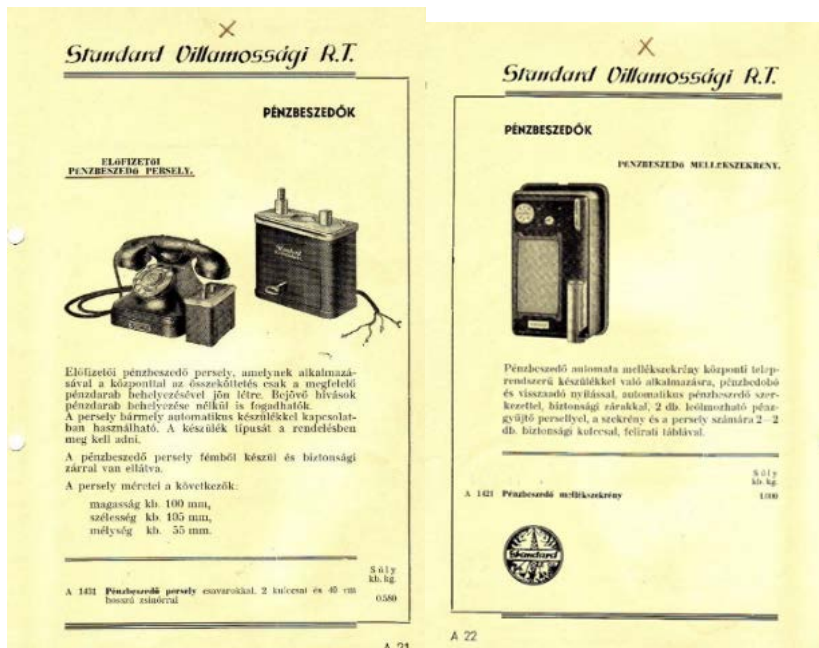 Standard Villamossági R.T.
PÉNZBESZEDŐK
ELŐFIZETŐI
PÉNZBESZEDŐ PERSELY.
Standard
Előfizetői pénzbeszedő persely, amelynek alkalmazá-
sával a központtal az összeköttetés csak a megfelelő
pénzdarab behelyezésével jön létre. Bejövő hívások
pénzdarab behelyezése nélkül is fogadhatók.
A persely bármely automatikus készülékkel kapcsolat-
ban használható. A készülék típusát a rendelésben
meg kell adni.
A pénzbeszedő persely fémből készül és biztonsági
zárral van ellátva.
A persely méretei a következők:
magasság kb. 100 mm,
szélesség kb. 105 mm,
mélység kb. 55 mm.
Súly
kb. kg.
A 1431 Pénzbeszedő persely csavarokkal, 2 kulccsal és 40 cm
hosszú zsinórral 0.580
A 21
Standard Villamossági R.T.
PÉNZBESZEDŐK
PÉNZBESZEDŐ MELLÉKSZEKRÉNY.
Pénzbeszedő automata mellékszekrény központi telep-
rendszerű készülékkel való alkalmazásra, pénzbedobó
és visszaadó nyílással, automatikus pénzbeszedő szer-
kezettel, biztonsági zárakkal, 2 db. leólmozható pénz-
gyűjtő persellyel, a szekrény és a persely számára 2—2
db. biztonsági kulccsal, felirati táblával.
Súly
kb. kg.
A 1421 Pénzbeszedő mellékszekrény
Standard
A 22